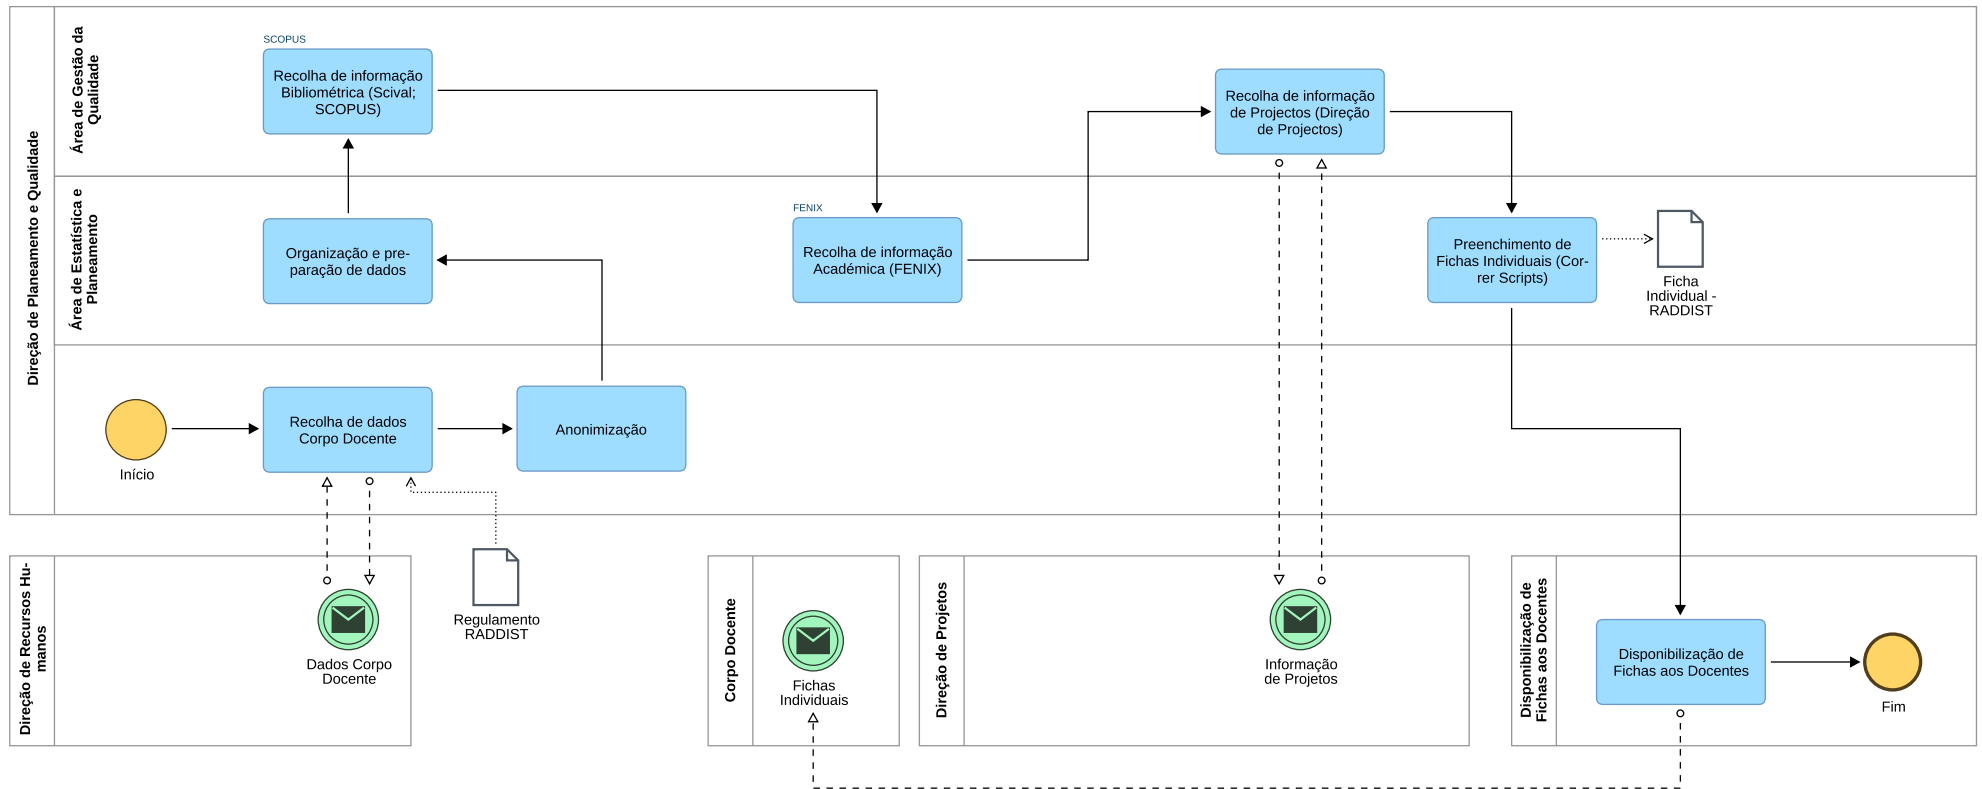 Direção de Planeamento e Qualidade
Área de Gestão da
Qualidade
SCOPUS
Recolha de informação
Bibliométrica (Scival;
SCOPUS)
Recolha de informação
de Projectos (Direção
de Projectos)
Área de Estatística e
Planeamento
Organização e pre-
paração de dados
FENIX
Recolha de informação
Académica (FENIX)
Preenchimento de
Fichas Individuais (Cor-
rer Scripts)
Ficha
Individual -
RADDIST
Início
Recolha de dados
Corpo Docente
Anonimização
Direção de Recursos Hu-
manos
Dados Corpo
Docente
Regulamento
RADDIST
Corpo Docente
Fichas
Individuais
Direção de Projetos
Informação
de Projetos
Disponibilização de
Fichas aos Docentes
Disponibilização de
Fichas aos Docentes
Fim